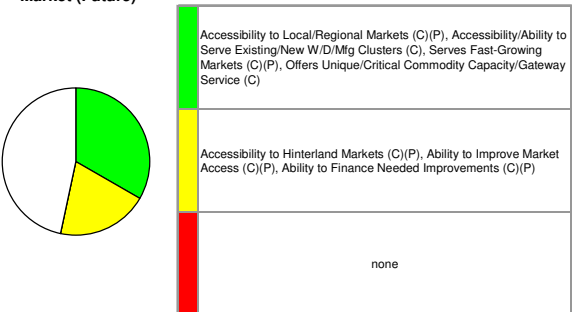 Market (Future)
Accessibility to Local/Regional Markets (C)(P), Accessibility/Ability to
Serve Existing/New W/D/Mfg Clusters (C), Serves Fast-Growing
Markets (C)(P), Offers Unique/Critical Commodity Capacity/Gateway
Service (C)
Accessibility to Hinterland Markets (C)(P), Ability to Improve Market
Access (C)(P), Ability to Finance Needed Improvements (C)(P)
none